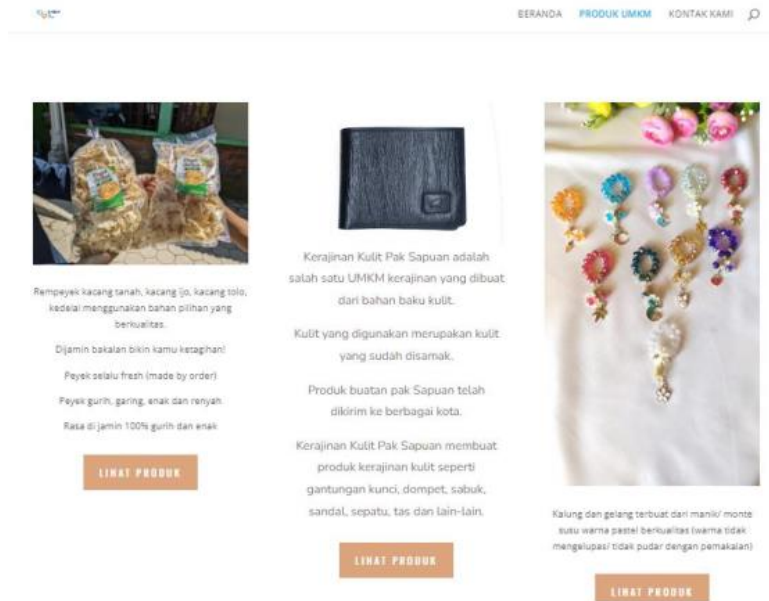 BERANDA PRODUK UMKM KONTAK KAMI
Rempeyek kacang tanah, kacang ijo, kacang tolo,
kedelai menggunakan bahan pilihan yang
berkualitas.
Dijamin bakalan bikin kamu ketagihan!
Peyek selalu fresh (made by order)
Peyek gurih, garing, enak dan renyah
Rasa di jamin 100% gurih dan enak
LIHAT PRODUK
Kerajinan Kulit Pak Sapuan adalah
salah satu UMKM kerajinan yang dibuat
dari bahan baku kulit.
Kulit yang digunakan merupakan kulit
yang sudah disamak.
Produk buatan pak Sapuan telah
dikirim ke berbagai kota.
Kerajinan Kulit Pak Sapuan membuat
produk kerajinan kulit seperti
gantungan kunci, dompet, sabuk,
sandal, sepatu, tas dan lain-lain.
LIHAT PRODUK
Kalung dan gelang terbuat dari manik/ monte
susu warna pastel berkualitas (warna tidak
mengelupas/ tidak pudar dengan pemakaian)
LIHAT PRODUK